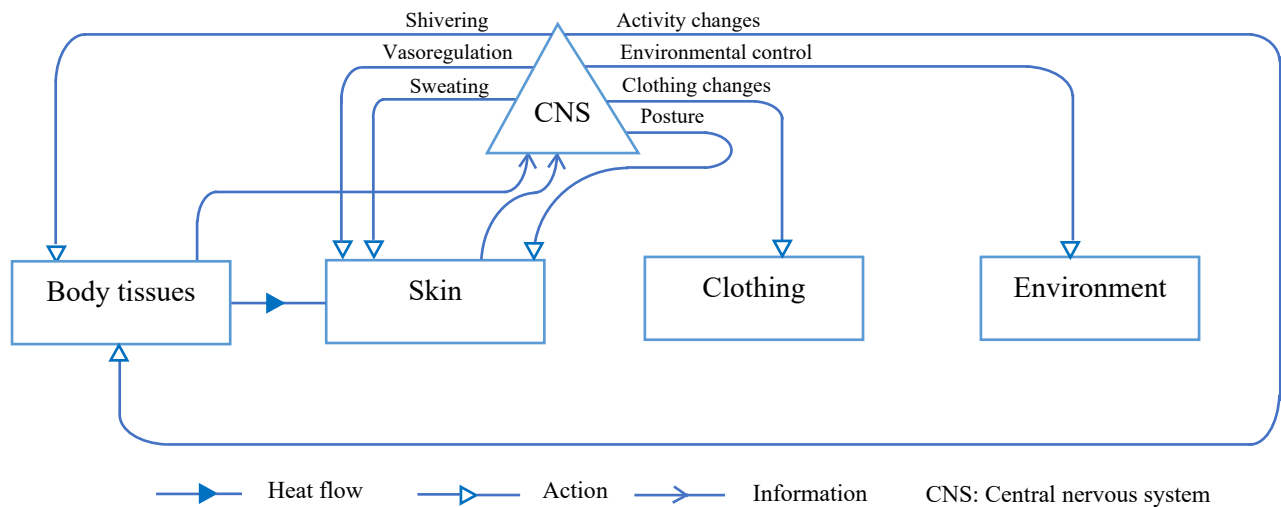 Shivering
Activity changes
Vasoregulation
Environmental control
Sweating
Clothing changes
CNS
Posture
Body tissues
Skin
Clothing
Environment
Heat flow
Action
Information
CNS: Central nervous system